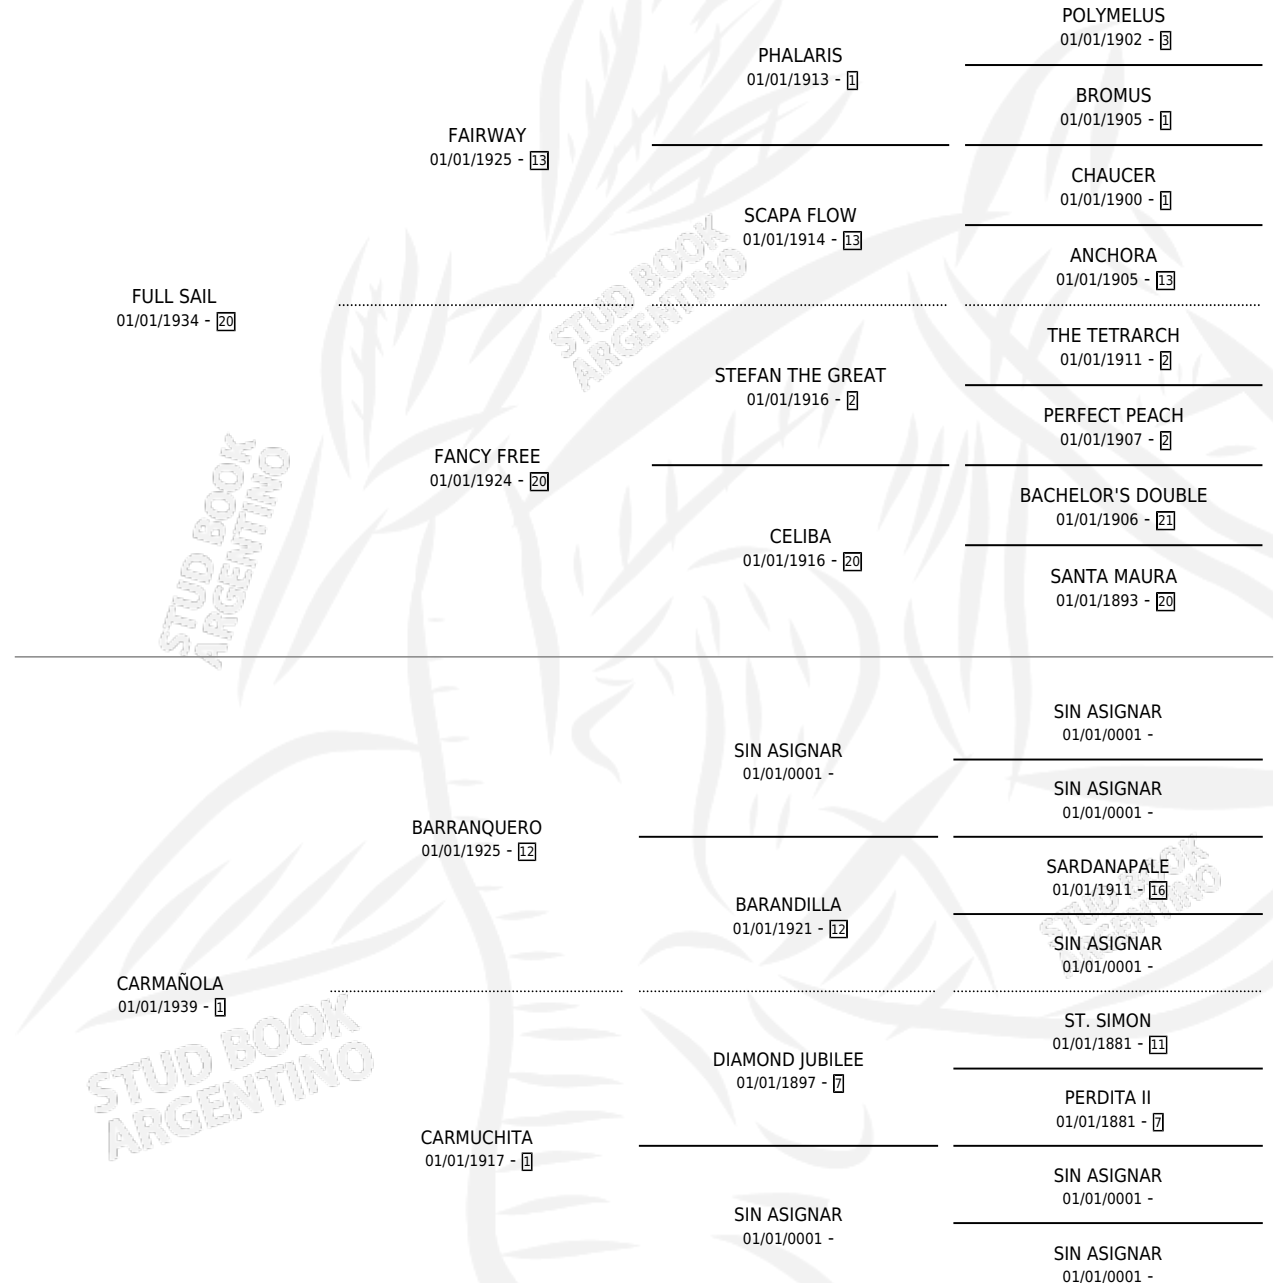 POLYMELUS
01/01/1902 - 3
PHALARIS
01/01/1913 - 1
BROMUS
01/01/1905 - 1
FAIRWAY
01/01/1925 - 13
CHAUCER
01/01/1900 - 1
SCAPA FLOW
01/01/1914 - 13
ANCHORA
01/01/1905 - 13
FULL SAIL
01/01/1934 - 20
THE TETRARCH
01/01/1911 - 2
STEFAN THE GREAT
01/01/1916 - 2
PERFECT PEACH
01/01/1907 - 2
FANCY FREE
01/01/1924 - 20
BACHELOR'S DOUBLE
01/01/1906 - 21
CELIBA
01/01/1916 - 20
SANTA MAURA
01/01/1893 - 20
SIN ASIGNAR
01/01/0001 -
SIN ASIGNAR
01/01/0001 -
SIN ASIGNAR
01/01/0001 -
BARRANQUERO
01/01/1925 - 12
SARDANAPALE
01/01/1911 - 16
BARANDILLA
01/01/1921 - 12
SIN ASIGNAR
01/01/0001 -
CARMAÑOLA
01/01/1939 - 1
ST. SIMON
01/01/1881 - 11
DIAMOND JUBILEE
01/01/1897 - 7
PERDITA II
01/01/1881 - 7
CARMUCHITA
01/01/1917 - 1
SIN ASIGNAR
01/01/0001 -
SIN ASIGNAR
01/01/0001 -
SIN ASIGNAR
01/01/0001 -
STUD BOOK
ARGENTINO
STUD BOOK
ARGENTINO
STUD BOOK
ARGENTINO
STUD BOOK
ARGENTINO